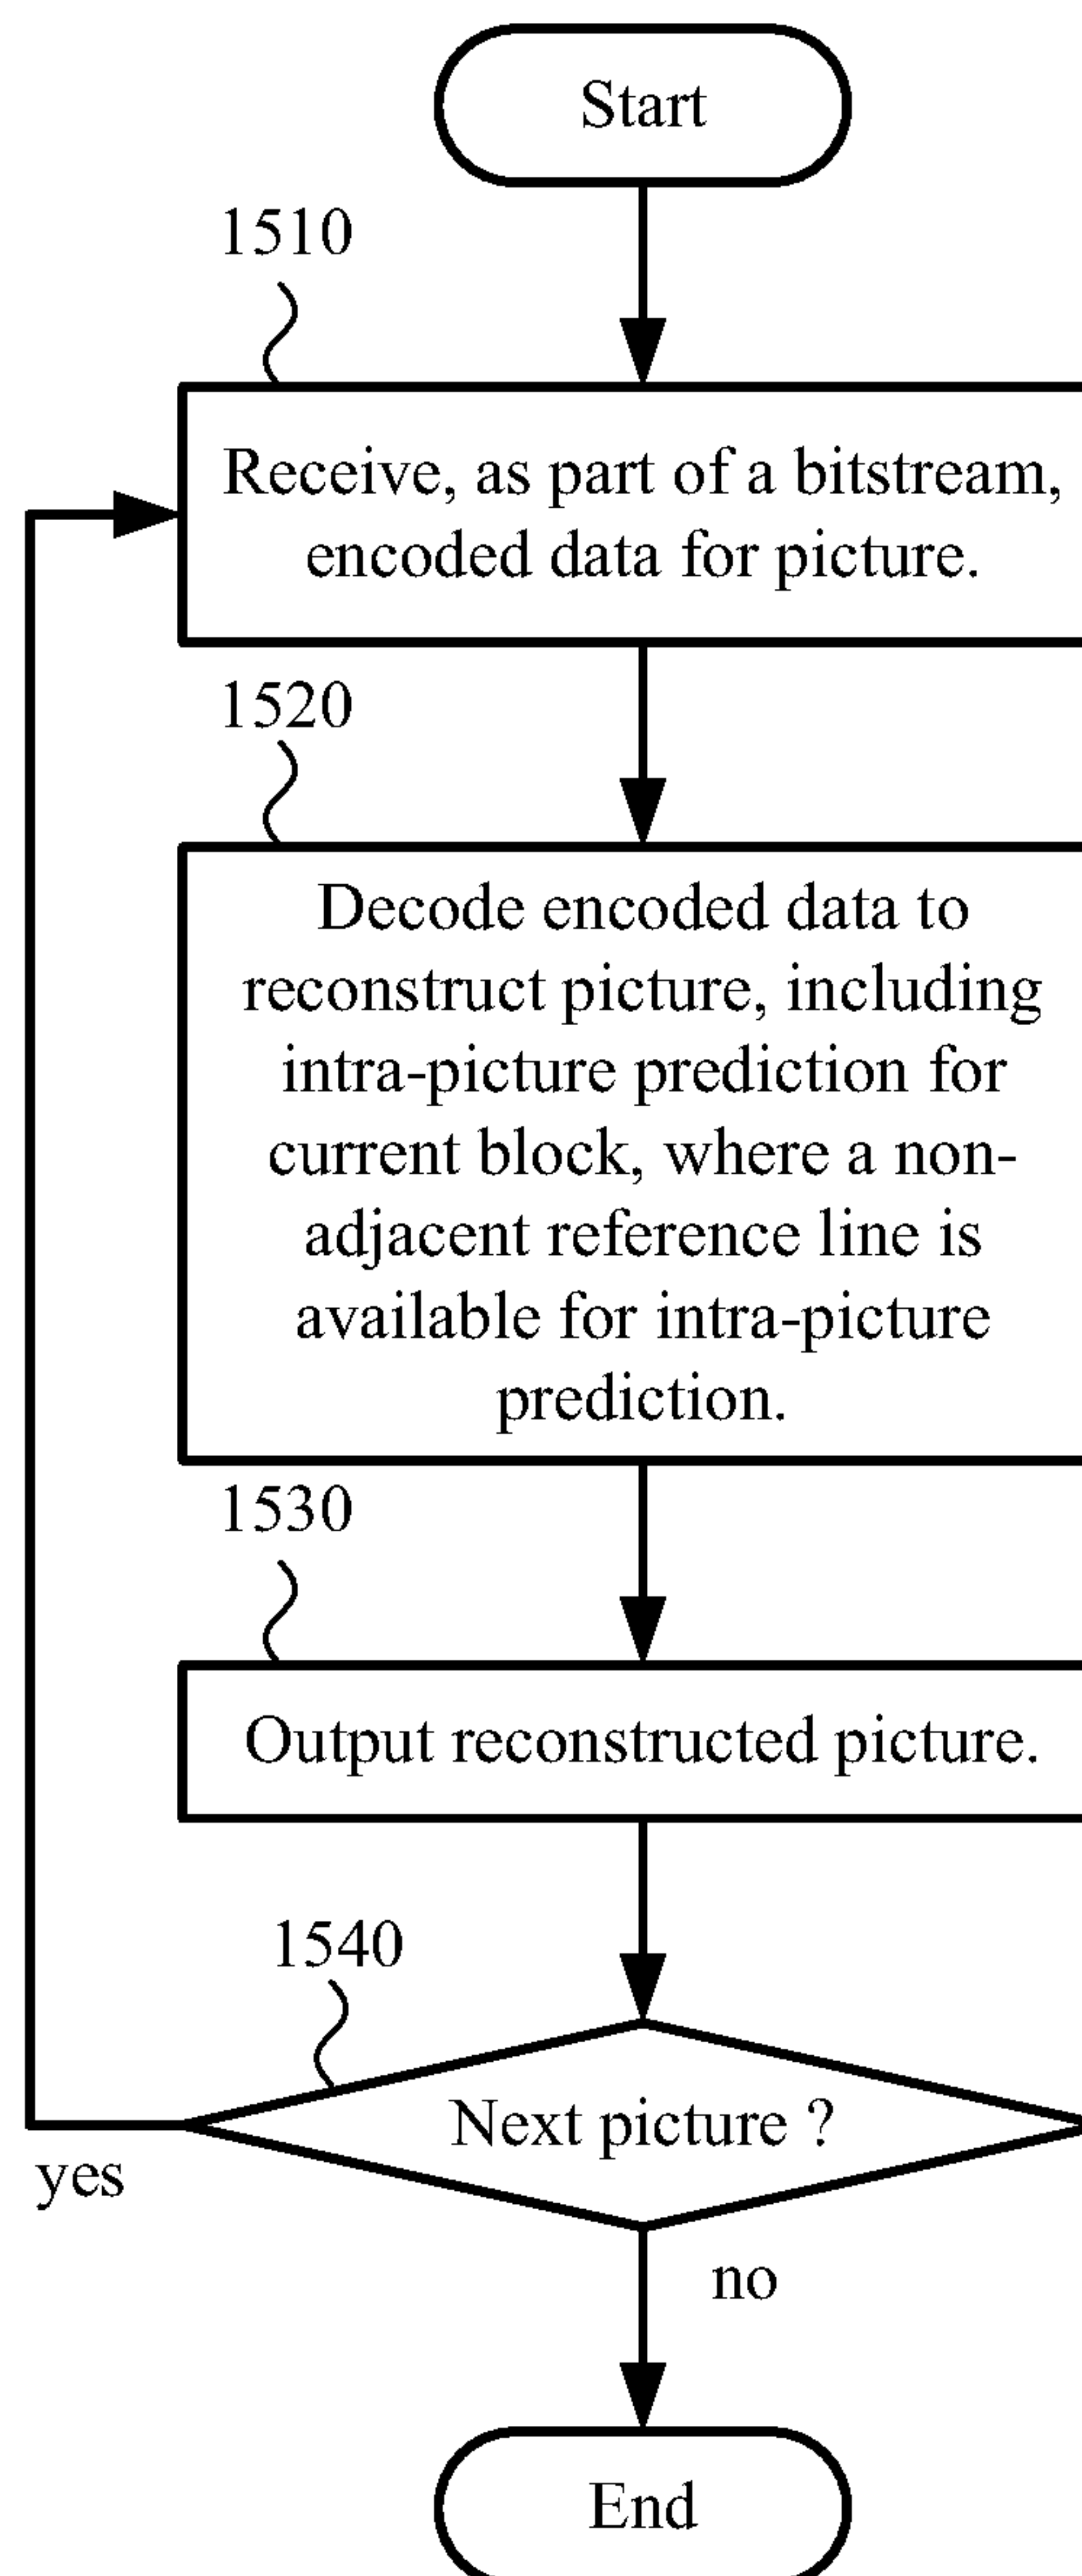 Start
1510
Receive, as part of a bitstream,
encoded data for picture.
1520
Decode encoded data to
reconstruct picture, including
intra-picture prediction for
current block, where a non-
adjacent reference line is
available for intra-picture
prediction.
1530
Output reconstructed picture.
1540
Next picture ?
yes
no
End